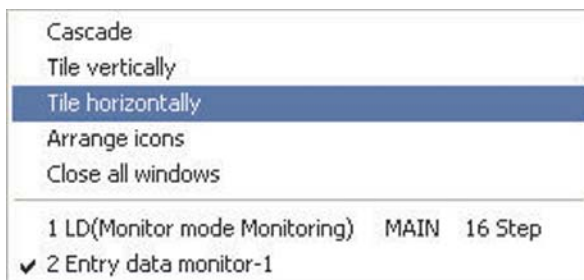 Cascade
Tile vertically
Tile horizontally
Arrange icons
Close all windows
1 LD(Monitor mode Monitoring) MAIN 16 Step
✓ 2 Entry data monitor-1